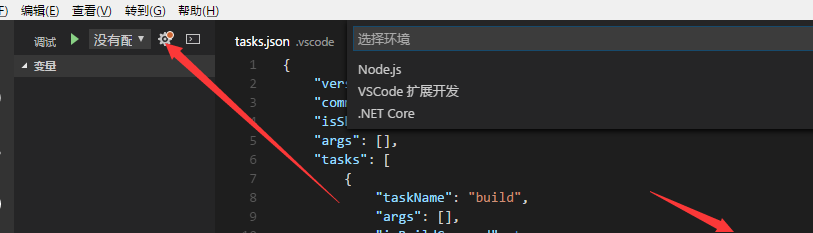 F) 编辑(E) 查看(V) 转到(G) 帮助(H)
调试 没有配
tasks.json .vscode
选择环境
变量
Node.js
VSCode 扩展开发
.NET Core
1 {
2 "vers
3 "comm
4 "isSh
5 "args": [],
6 "tasks": [
7 {
8 "taskName": "build",
9 "args": [],